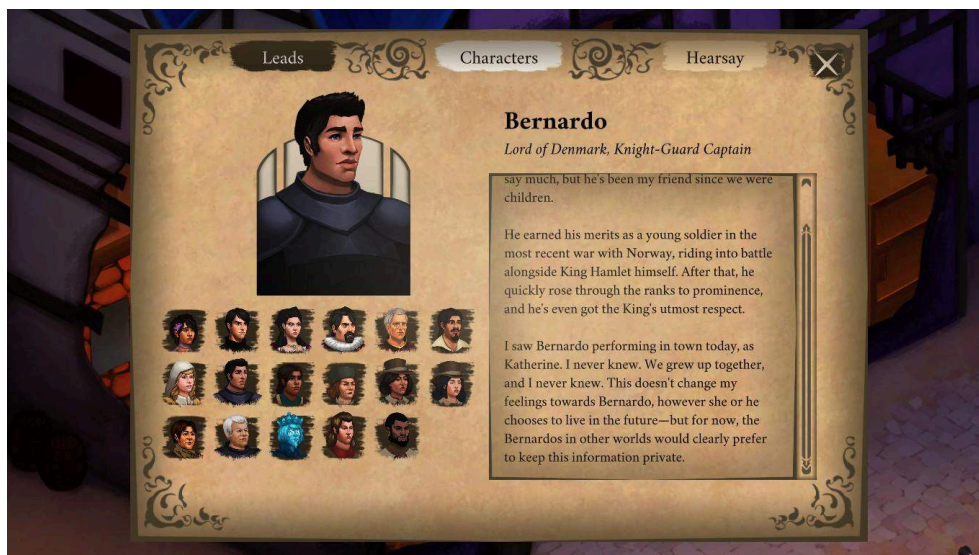 Leads
Characters
Hearsay
Bernardo
Lord of Denmark, Knight-Guard Captain
say much, but he's been my friend since we were
children.
He earned his merits as a young soldier in the
most recent war with Norway, riding into battle
alongside King Hamlet himself. After that, he
quickly rose through the ranks to prominence,
and he's even got the King's utmost respect.
I saw Bernardo performing in town today, as
Katherine. I never knew. We grew up together,
and I never knew. This doesn't change my
feelings towards Bernardo, however she or he
chooses to live in the future—but for now, the
Bernardos in other worlds would clearly prefer
to keep this information private.